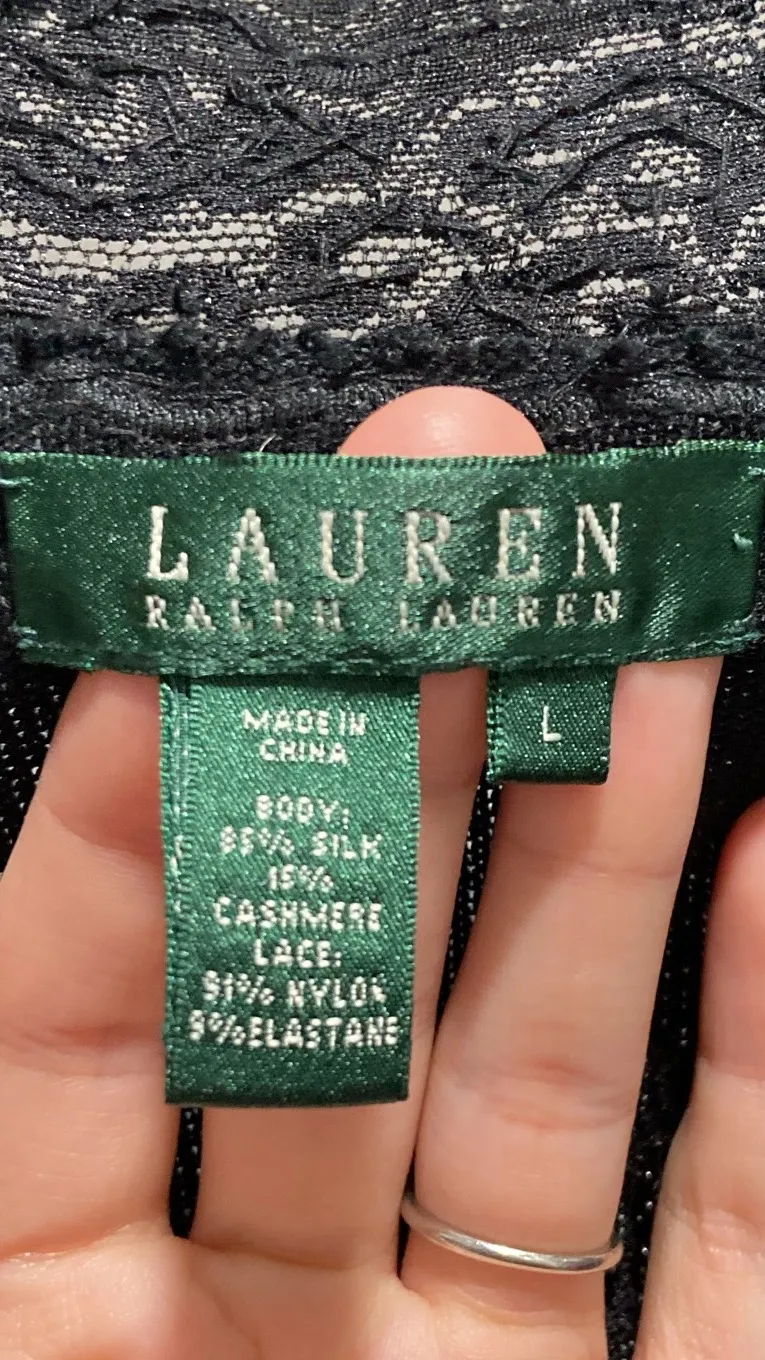 LAUREN
RALPH LAUREN
L
MADE IN
CHINA
BODY:
85% SILK
15%
CASHMERE
LACE:
91% NYLON
9%ELASTANE